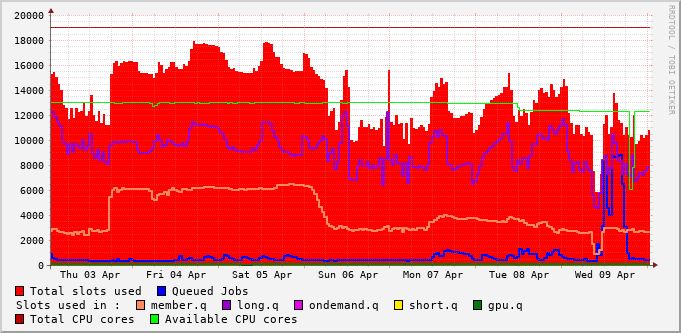 RRDTOOL / TOBI OETIKER
20000
18000
16000
14000
12000
10000
8000
6000
4000
2000
0
Thu 03 Apr Fri 04 Apr Sat 05 Apr Sun 06 Apr Mon 07 Apr Tue 08 Apr Wed 09 Apr
Total slots used Queued Jobs
Slots used in : member.q long.q ondemand.q short.q gpu.q
Total CPU cores Available CPU cores